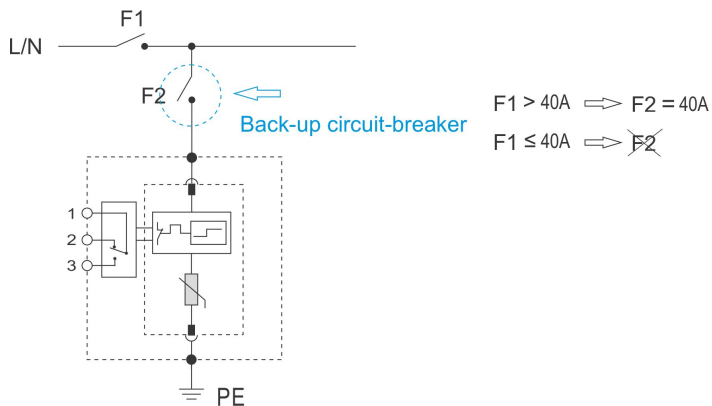 F1
L/N
F2
Back-up circuit-breaker
F1 > 40A ⇨ F2 = 40A
F1 ≤ 40A ⇨ F2
1
2
3
PE